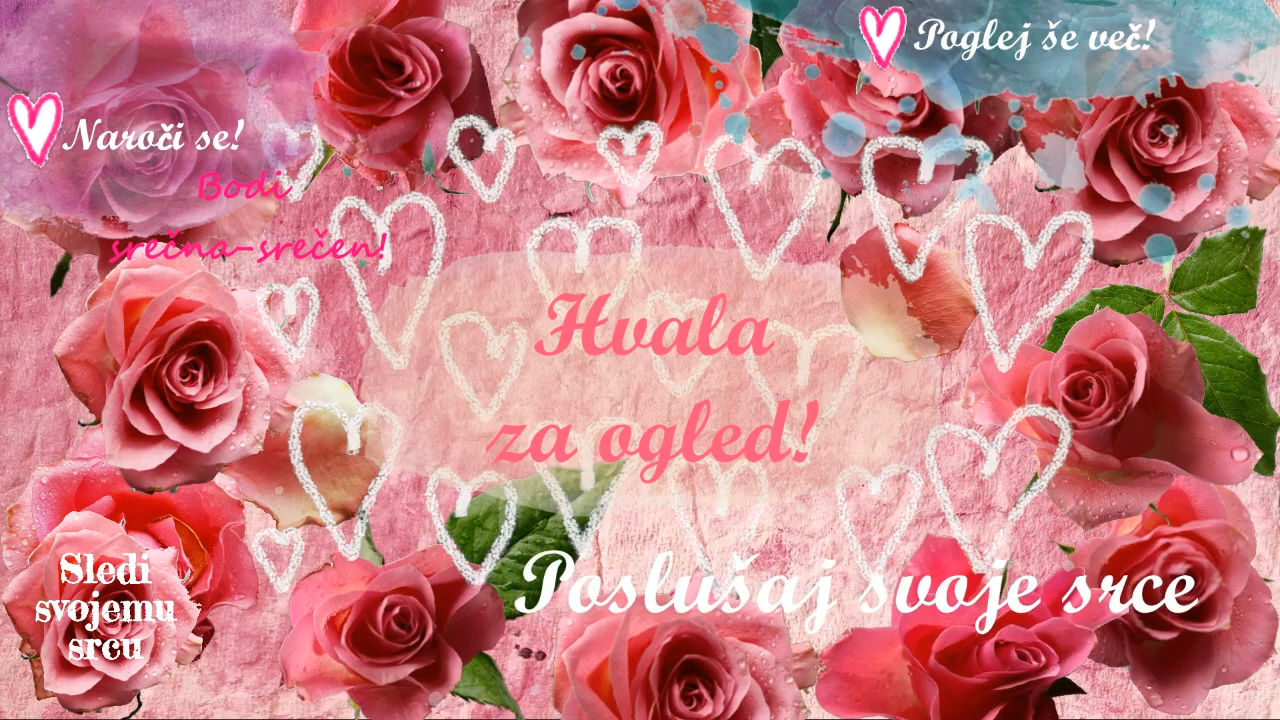 Poglej še več!
Naroči se!
Bodi
srečna-srečen!
Hvala
za ogled!
Poslušaj svoje srce
Sledi
svojemu
srcu